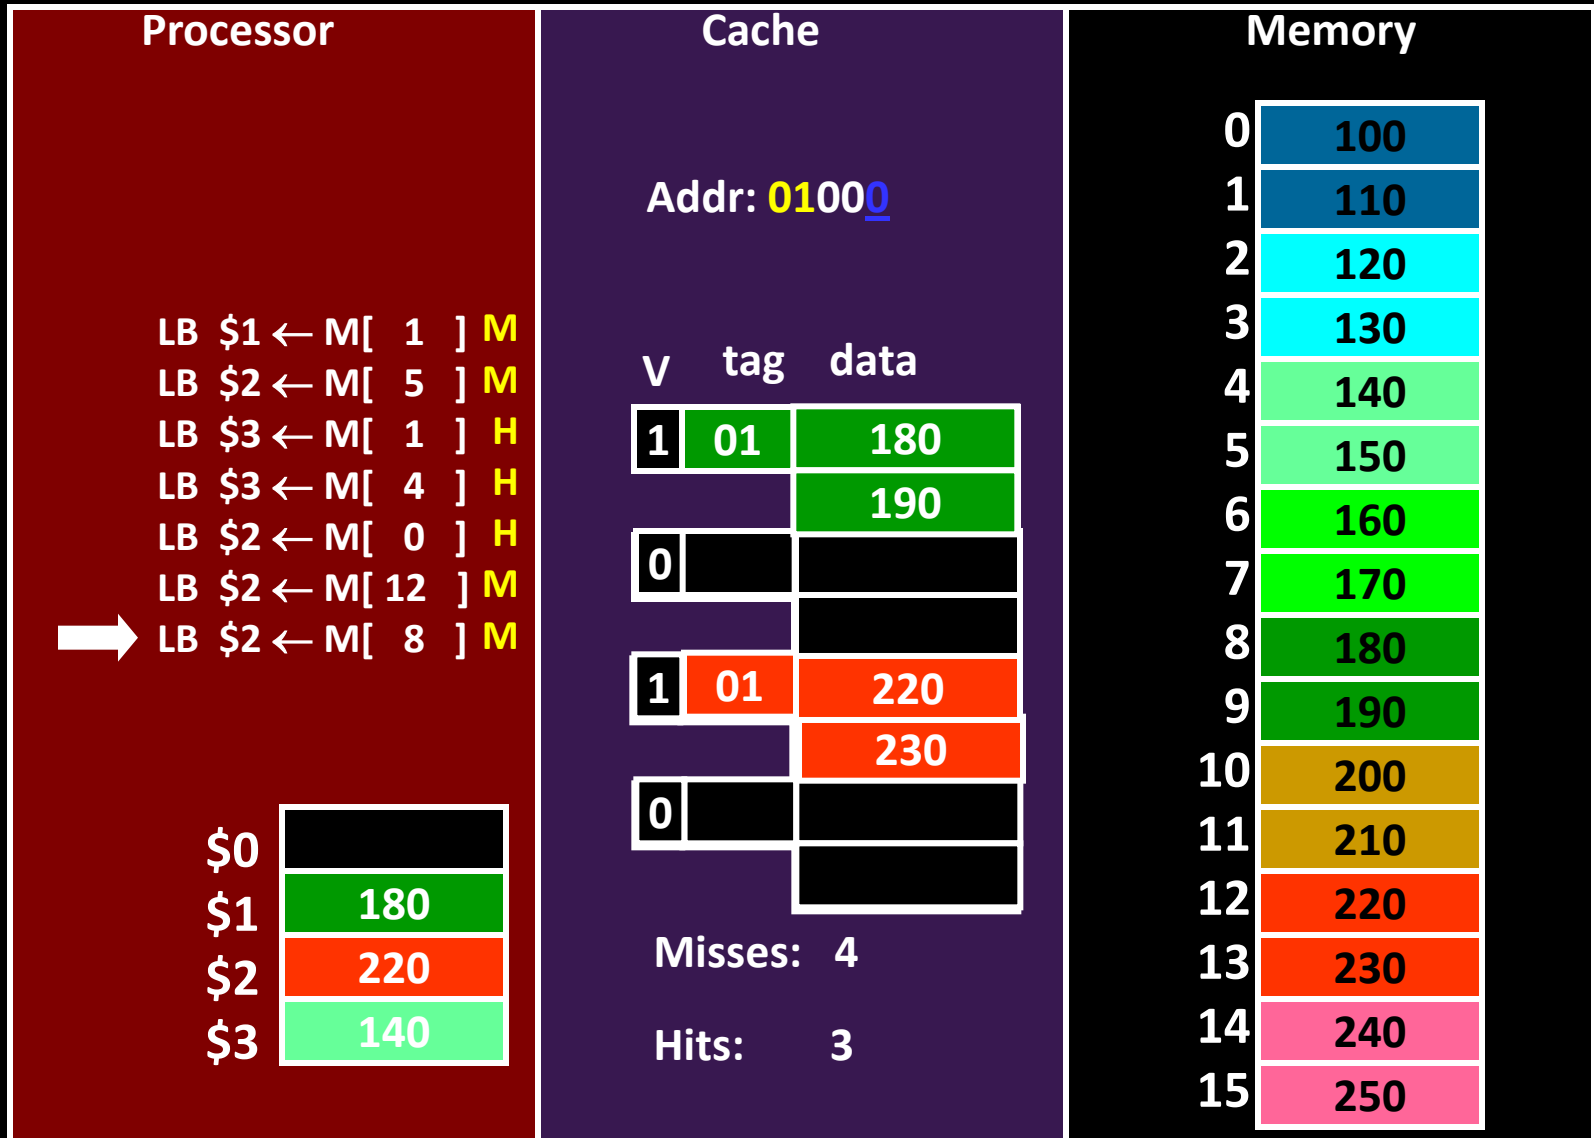 Processor
LB $1 ← M[ 1 ] M
LB $2 ← M[ 5 ] M
LB $3 ← M[ 1 ] H
LB $3 ← M[ 4 ] H
LB $2 ← M[ 0 ] H
LB $2 ← M[ 12 ] M
LB $2 ← M[ 8 ] M
$0
$1 180
$2 220
$3 140
Cache
Addr: 01000
V tag data
1 01 180
190
0
1 01 220
230
0
Misses: 4
Hits: 3
Memory
0 100
1 110
2 120
3 130
4 140
5 150
6 160
7 170
8 180
9 190
10 200
11 210
12 220
13 230
14 240
15 250